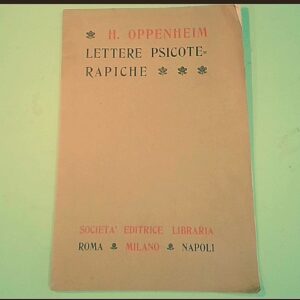 H. OPPENHEIM
LETTERE PSICOTE-
RAPICHE
SOCIETA' EDITRICE LIBRARIA
ROMA MILANO NAPOLI